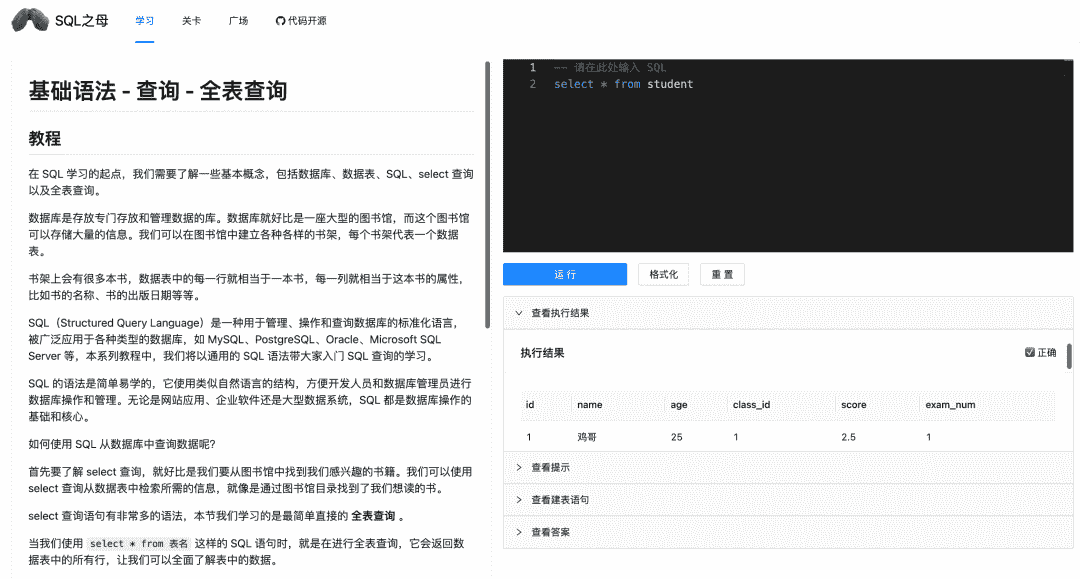 SQL之母 学习 关卡 广场 代码开源
基础语法 - 查询 - 全表查询
教程
在 SQL 学习的起点，我们需要了解一些基本概念，包括数据库、数据表、SQL、select 查询
以及全表查询。
数据库是存放专门存放和管理数据的库。数据库就好比是一座大型的图书馆，而这个图书馆
可以存储大量的信息。我们可以在图书馆中建立各种各样的书架，每个书架代表一个数据
表。
书架上会有很多本书，数据表中的每一行就相当于一本书，每一列就相当于这本书的属性，
比如书的名称、书的出版日期等等。
SQL（Structured Query Language）是一种用于管理、操作和查询数据库的标准化语言，
被广泛应用于各种类型的数据库，如 MySQL、PostgreSQL、Oracle、Microsoft SQL
Server 等，本系列教程中，我们将以通用的 SQL 语法带大家入门 SQL 查询的学习。
SQL 的语法是简单易学的，它使用类似自然语言的结构，方便开发人员和数据库管理员进行
数据库操作和管理。无论是网站应用、企业软件还是大型数据系统，SQL 都是数据库操作的
基础和核心。
如何使用 SQL 从数据库中查询数据呢?
首先要了解 select 查询，就好比是我们要从图书馆中找到我们感兴趣的书籍。我们可以使用
select 查询从数据表中检索所需的信息，就像是通过图书馆目录找到了我们想读的书。
select 查询语句有非常多的语法，本节我们学习的是最简单直接的 全表查询 。
当我们使用 select * from 表名 这样的 SQL 语句时，就是在进行全表查询，它会返回数
据表中的所有行，让我们可以全面了解表中的数据。
1 -- 请在此处输入 SQL
2 select * from student
运 行 格式化 重 置
查看执行结果
执行结果 正确
id name age class_id score exam_num
1 鸡哥 25 1 2.5 1
查看提示
查看建表语句
查看答案